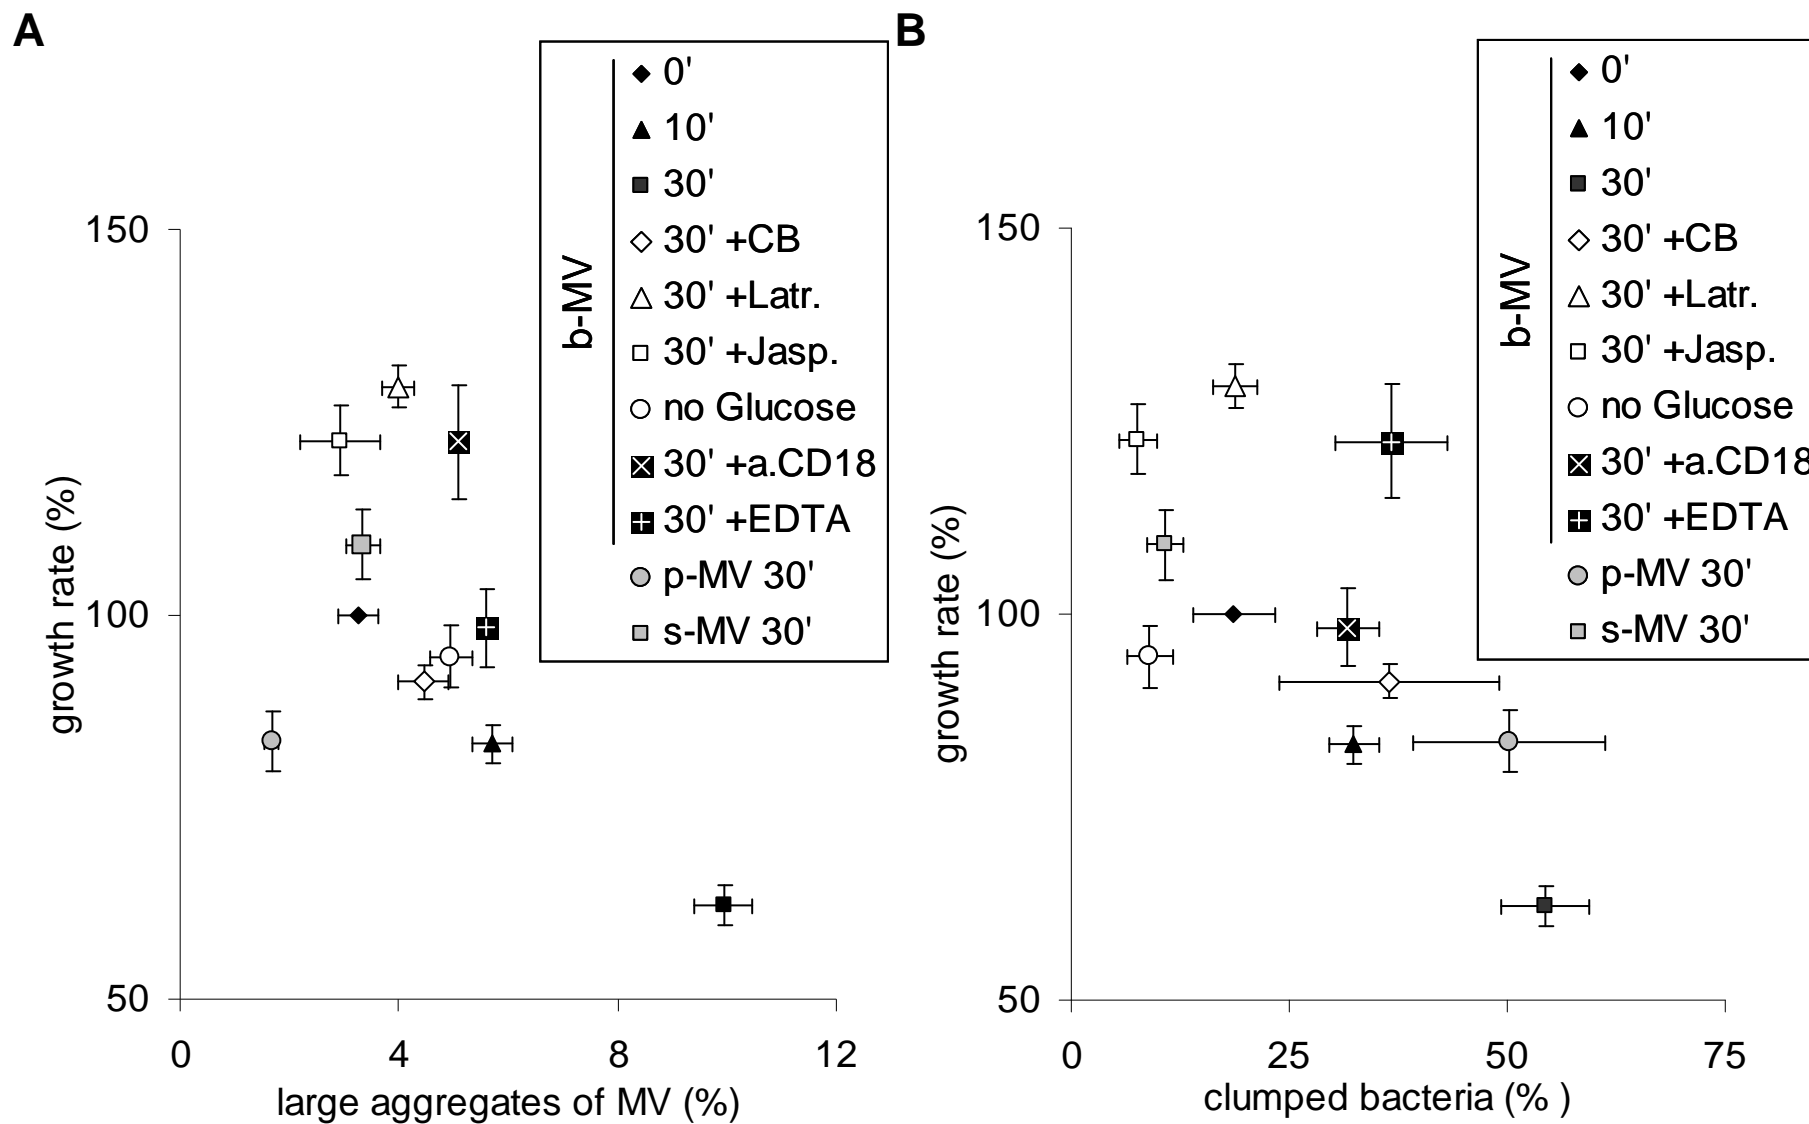 A
b-MV
0'
10'
30'
30' +CB
30' +Latr.
30' +Jasp.
no Glucose
30' +a.CD18
30' +EDTA
p-MV 30'
s-MV 30'
growth rate (%)
150
100
50
0
4
8
12
large aggregates of MV (%)
B
b-MV
0'
10'
30'
30' +CB
30' +Latr.
30' +Jasp.
no Glucose
30' +a.CD18
30' +EDTA
p-MV 30'
s-MV 30'
growth rate (%)
150
100
50
0
25
50
75
clumped bacteria (% )